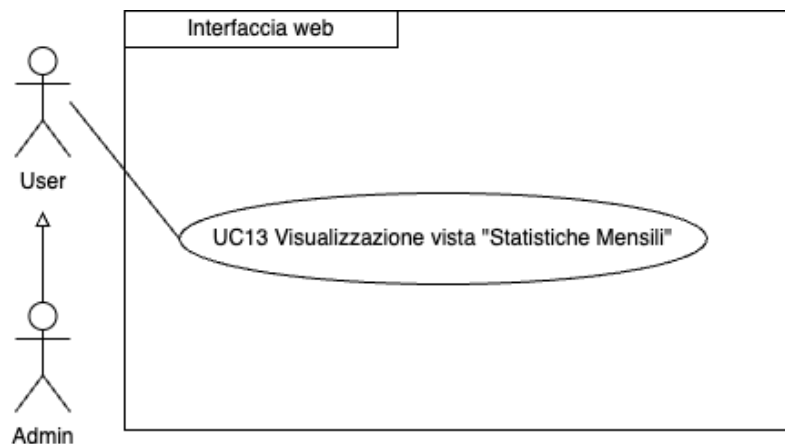 Interfaccia web
User
UC13 Visualizzazione vista "Statistiche Mensili"
Admin